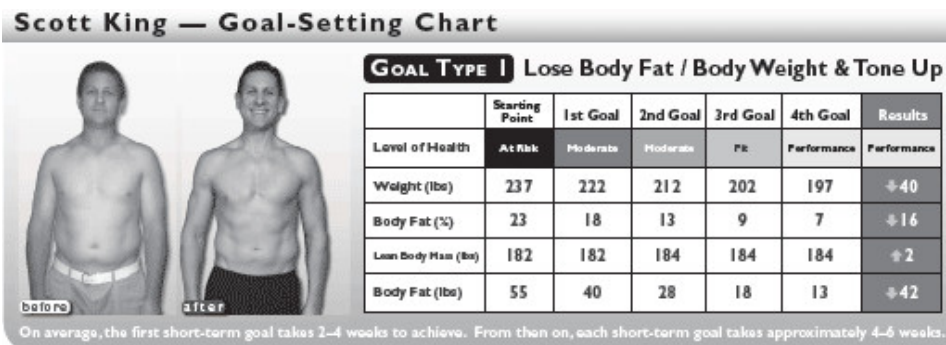 Scott King — Goal-Setting Chart
GOAL TYPE 1 Lose Body Fat / Body Weight & Tone Up
Starting Point 1st Goal 2nd Goal 3rd Goal 4th Goal Results
Level of Health At Risk Moderate Moderate Fit Performance Performance
Weight (lbs) 237 222 212 202 197 ↓40
Body Fat (%) 23 18 13 9 7 ↓16
Lean Body Mass (lbs) 182 182 184 184 184 ↑2
Body Fat (lbs) 55 40 28 18 13 ↓42
before after
On average, the first short-term goal takes 2–4 weeks to achieve. From then on, each short-term goal takes approximately 4–6 weeks.